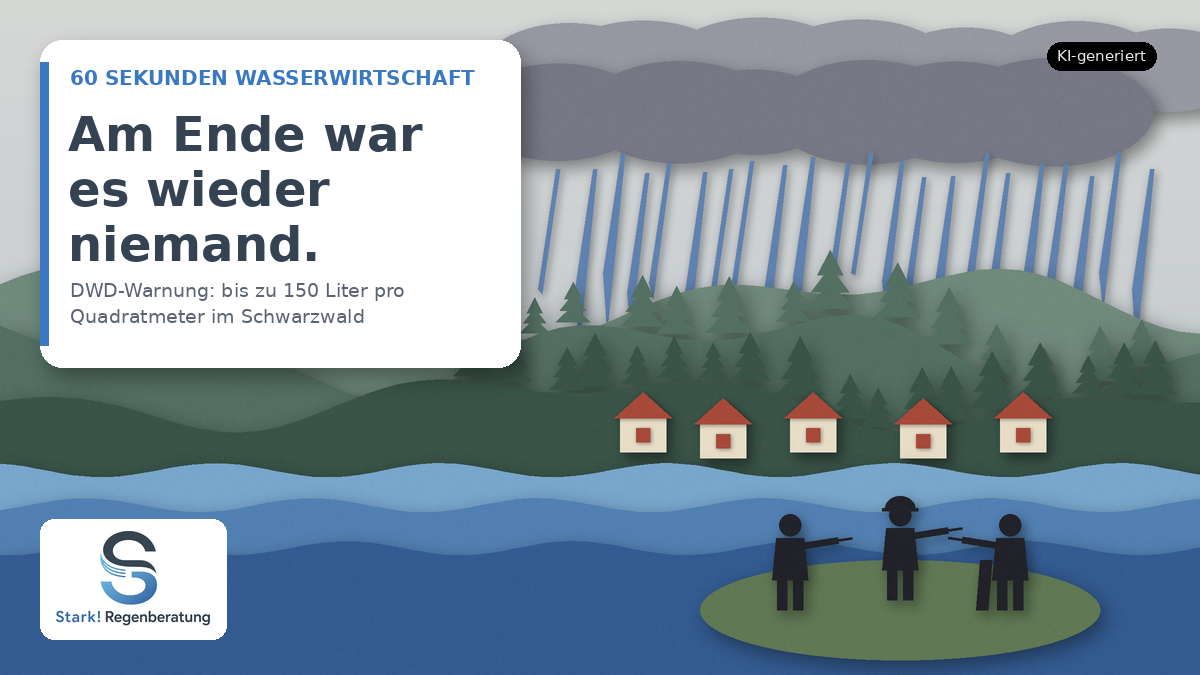 60 SEKUNDEN WASSERWIRTSCHAFT
Am Ende war
es wieder
niemand.
DWD-Warnung: bis zu 150 Liter pro
Quadratmeter im Schwarzwald
KI-generiert
Stark! Regenberatung